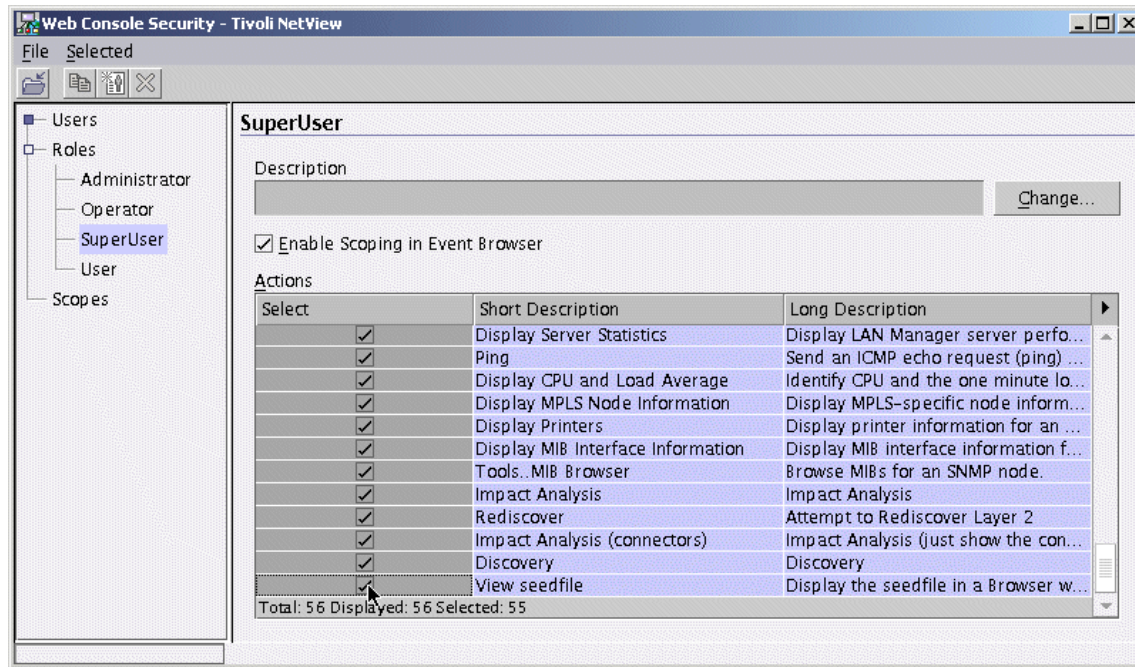 Web Console Security - Tivoli NetView
File Selected
Users
Roles
Administrator
Operator
SuperUser
User
Scopes
SuperUser
Description
Change...
Enable Scoping in Event Browser
Actions
Select Short Description Long Description
Display Server Statistics Display LAN Manager server perfo...
Ping Send an ICMP echo request (ping) ...
Display CPU and Load Average Identify CPU and the one minute lo...
Display MPLS Node Information Display MPLS-specific node inform...
Display Printers Display printer information for an ...
Display MIB Interface Information Display MIB interface information f...
Tools..MIB Browser Browse MIBs for an SNMP node.
Impact Analysis Impact Analysis
Rediscover Attempt to Rediscover Layer 2
Impact Analysis (connectors) Impact Analysis (just show the con...
Discovery Discovery
View seedfile Display the seedfile in a Browser w...
Total: 56 Displayed: 56 Selected: 55